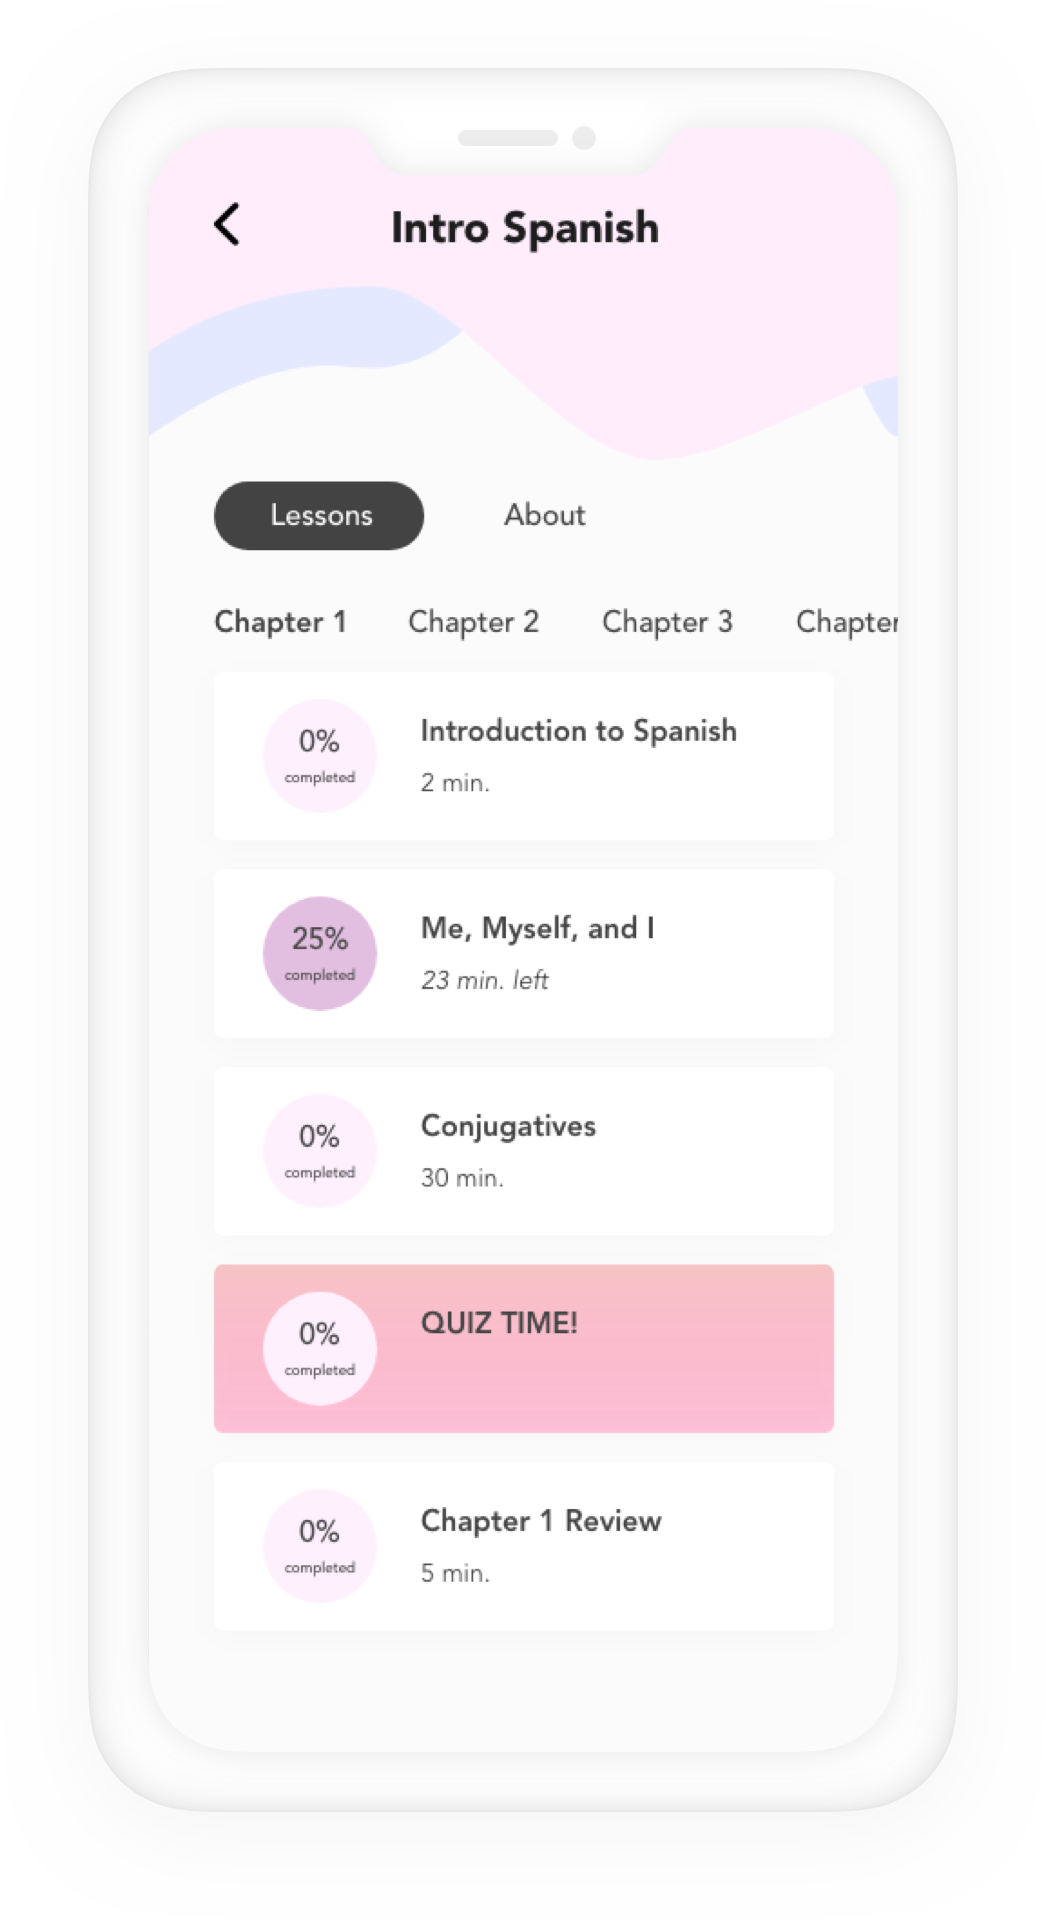 Intro Spanish
Lessons About
Chapter 1 Chapter 2 Chapter 3 Chapter
0%
completed
Introduction to Spanish
2 min.
25%
completed
Me, Myself, and I
23 min. left
0%
completed
Conjugatives
30 min.
0%
completed
QUIZ TIME!
0%
completed
Chapter 1 Review
5 min.